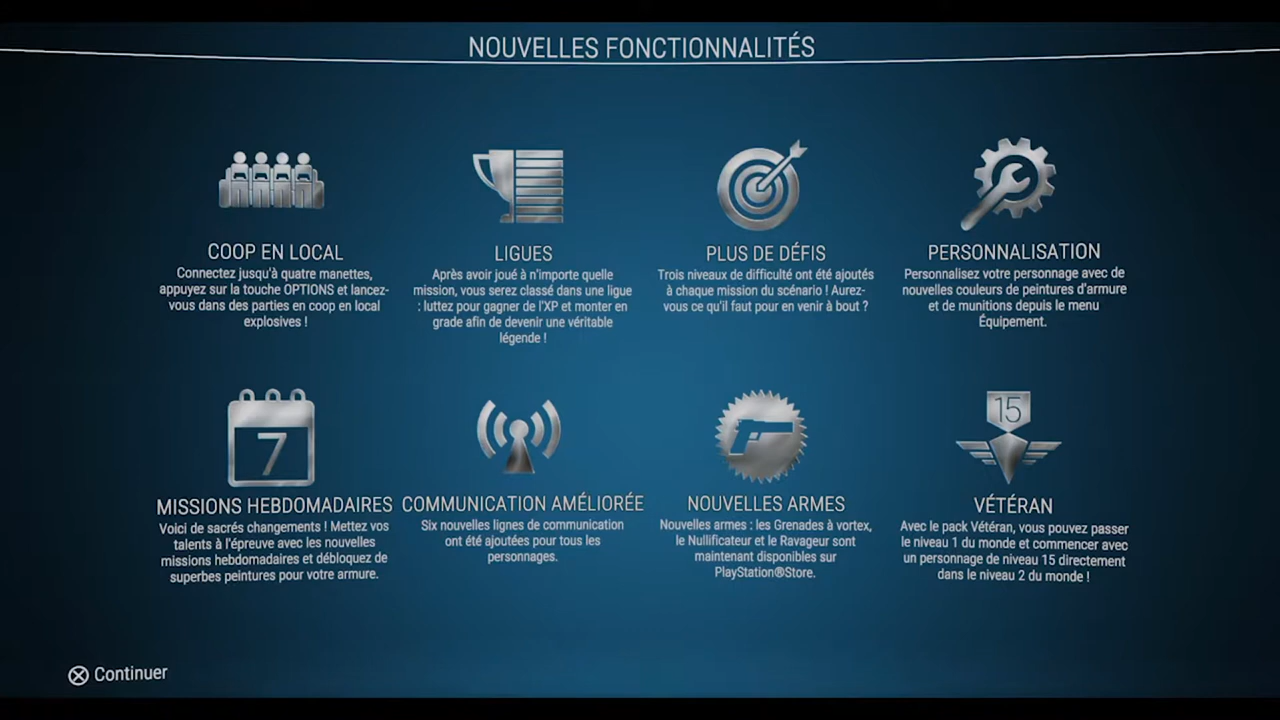 NOUVELLES FONCTIONNALITÉS
COOP EN LOCAL
Connectez jusqu'à quatre manettes,
appuyez sur la touche OPTIONS et lancez-
vous dans des parties en coop en local
explosives !
LIGUES
Après avoir joué à n'importe quelle
mission, vous serez classé dans une ligue
: luttez pour gagner de l'XP et monter en
grade afin de devenir une véritable
légende !
PLUS DE DÉFIS
Trois niveaux de difficulté ont été ajoutés
à chaque mission du scénario ! Aurez-
vous ce qu'il faut pour en venir à bout ?
PERSONNALISATION
Personnalisez votre personnage avec de
nouvelles couleurs de peintures d'armure
et de munitions depuis le menu
Équipement.
7
MISSIONS HEBDOMADAIRES
Voici de sacrés changements ! Mettez vos
talents à l'épreuve avec les nouvelles
missions hebdomadaires et débloquez de
superbes peintures pour votre armure.
COMMUNICATION AMÉLIORÉE
Six nouvelles lignes de communication
ont été ajoutées pour tous les
personnages.
NOUVELLES ARMES
Nouvelles armes : les Grenades à vortex,
le Nullificateur et le Ravageur sont
maintenant disponibles sur
PlayStation®Store.
15
VÉTÉRAN
Avec le pack Vétéran, vous pouvez passer
le niveau 1 du monde et commencer avec
un personnage de niveau 15 directement
dans le niveau 2 du monde !
Continuer